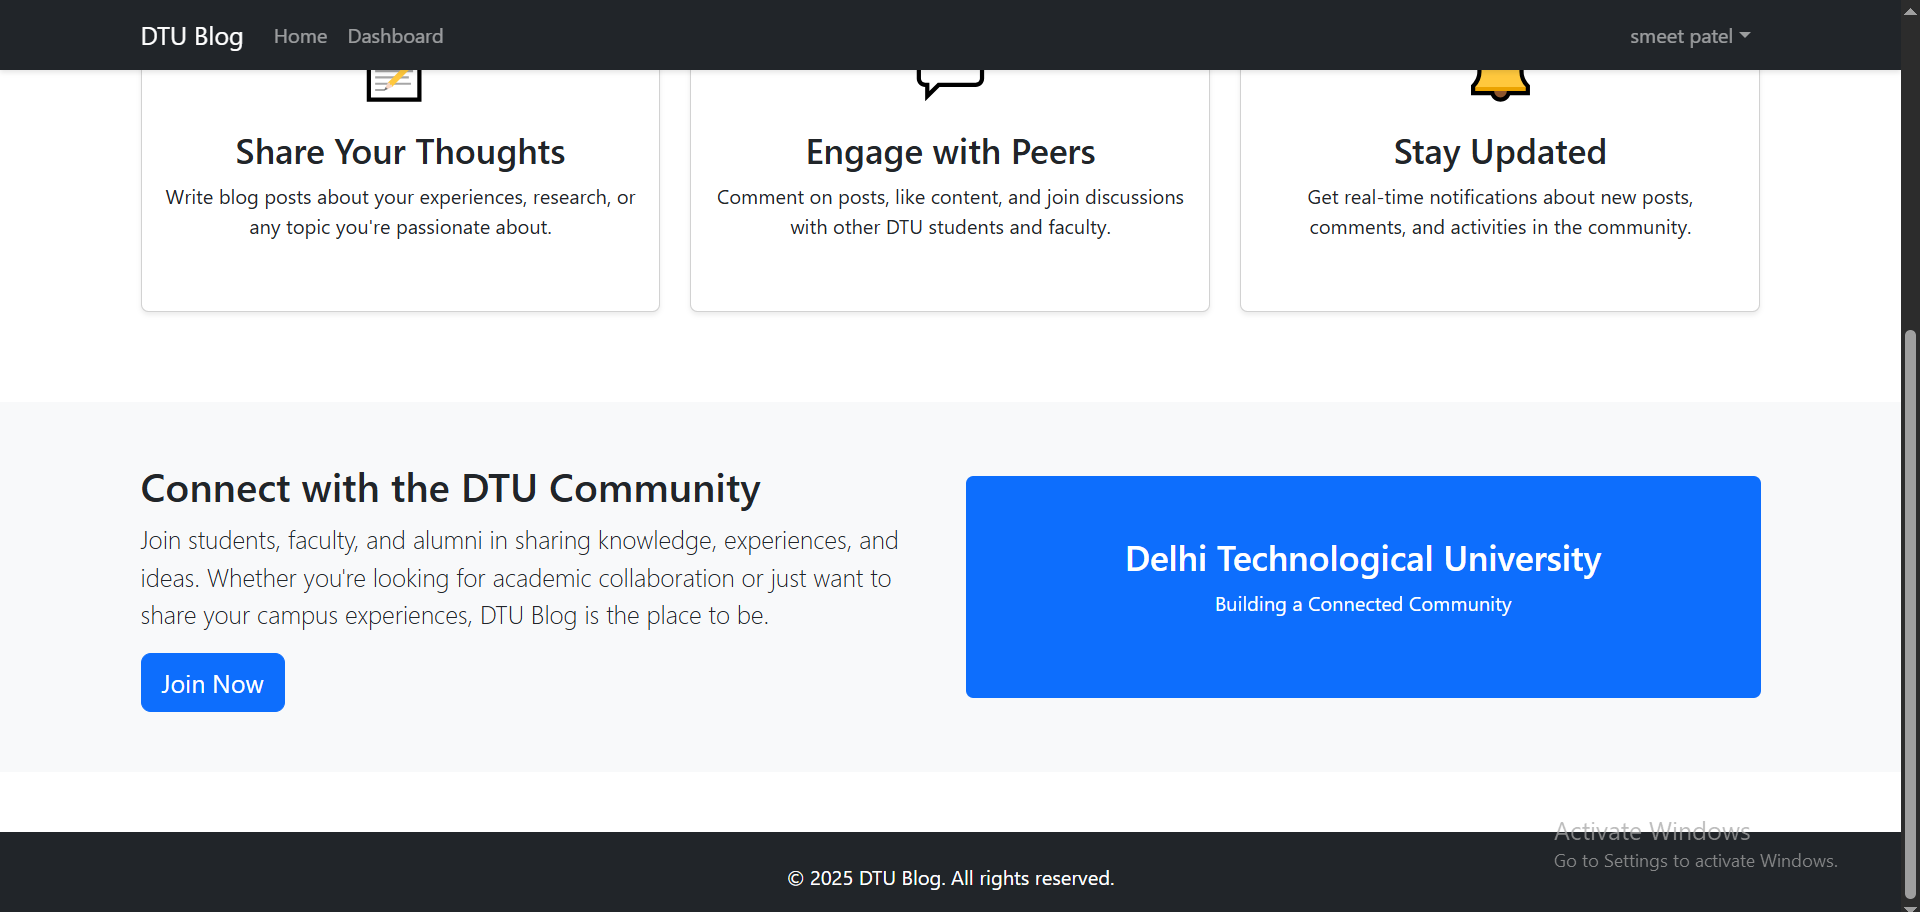 DTU Blog Home Dashboard smeet patel
Share Your Thoughts
Write blog posts about your experiences, research, or
any topic you're passionate about.
Engage with Peers
Comment on posts, like content, and join discussions
with other DTU students and faculty.
Stay Updated
Get real-time notifications about new posts,
comments, and activities in the community.
Connect with the DTU Community
Join students, faculty, and alumni in sharing knowledge, experiences, and
ideas. Whether you're looking for academic collaboration or just want to
share your campus experiences, DTU Blog is the place to be.
Join Now
Delhi Technological University
Building a Connected Community
Activate Windows
Go to Settings to activate Windows.
© 2025 DTU Blog. All rights reserved.